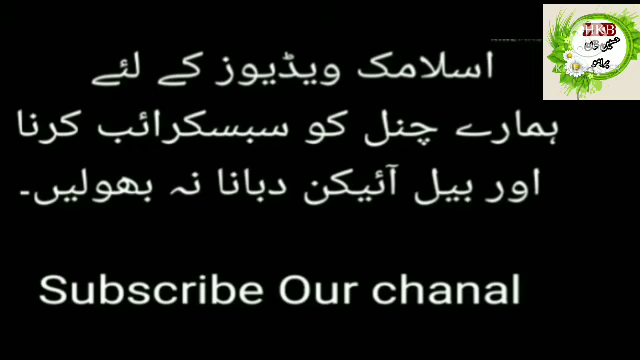 اسلامک ویڈیوز کے لئے
ہمارے چنل کو سبسکرائب کرنا
اور بیل آئیکن دبانا نہ بھولیں۔
Subscribe Our chanal
HKB